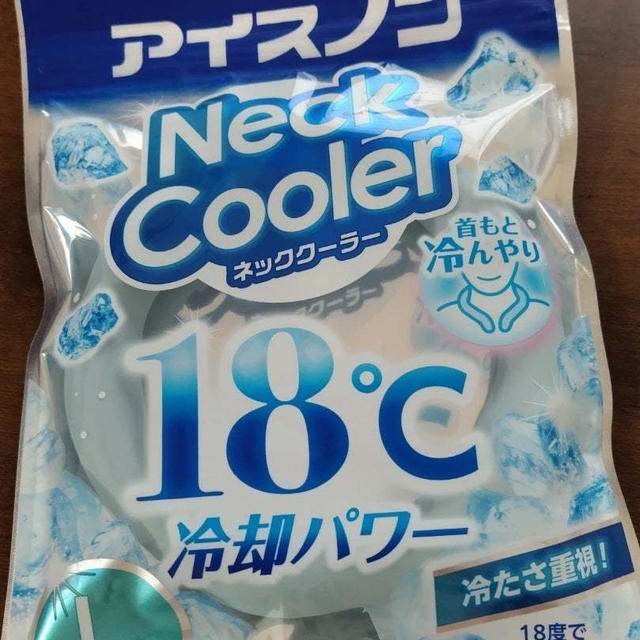 アイスノン
Neck
Cooler
ネッククーラー
首もと
冷んやり
18℃
冷却パワー
冷たさ重視!
L
18度で